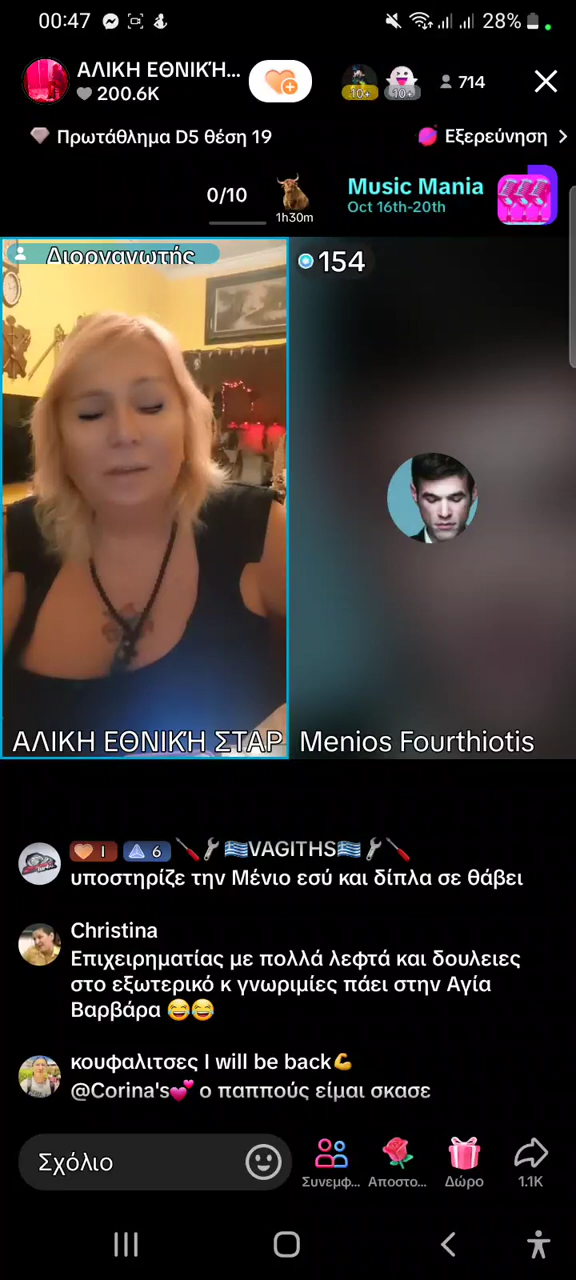 00:47
28%
ΑΛΙΚΗ ΕΘΝΙΚΉ...
200.6K
10+
10+
714
Πρωτάθλημα D5 θέση 19
Εξερεύνηση
0/10
1h30m
Music Mania
Oct 16th-20th
Διοργανωτής
154
ΑΛΙΚΗ ΕΘΝΙΚΉ ΣΤΑΡ
Menios Fourthiotis
I 6 🪛🔧🇬🇷VAGITHS🇬🇷🔧🪛
υποστηρίζε την Μένιο εσύ και δίπλα σε θάβει
Christina
Επιχειρηματίας με πολλά λεφτά και δουλειες
στο εξωτερικό κ γνωριμίες πάει στην Αγία
Βαρβάρα 😂😂
κουφαλιτσες I will be back💪
@Corina's💕 ο παππούς είμαι σκασε
Σχόλιο
Συνεμφ...
Αποστο...
Δώρο
1.1K